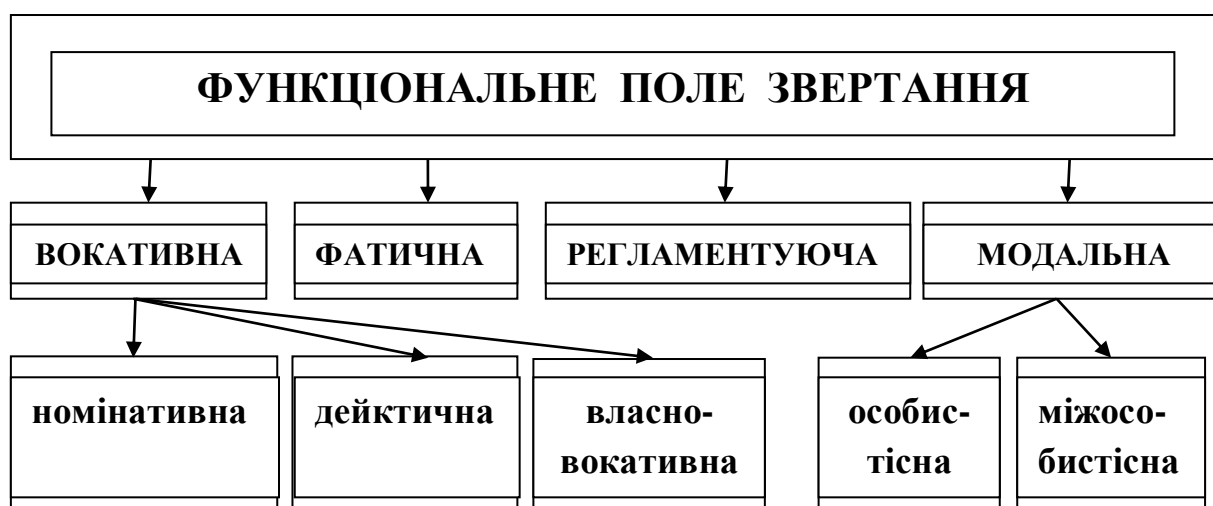 ФУНКЦІОНАЛЬНЕ ПОЛЕ ЗВЕРТАННЯ
ВОКАТИВНА
ФАТИЧНА
РЕГЛАМЕНТУЮЧА
МОДАЛЬНА
номінативна
дейктична
власно-
вокативна
особис-
тісна
міжосо-
бистісна